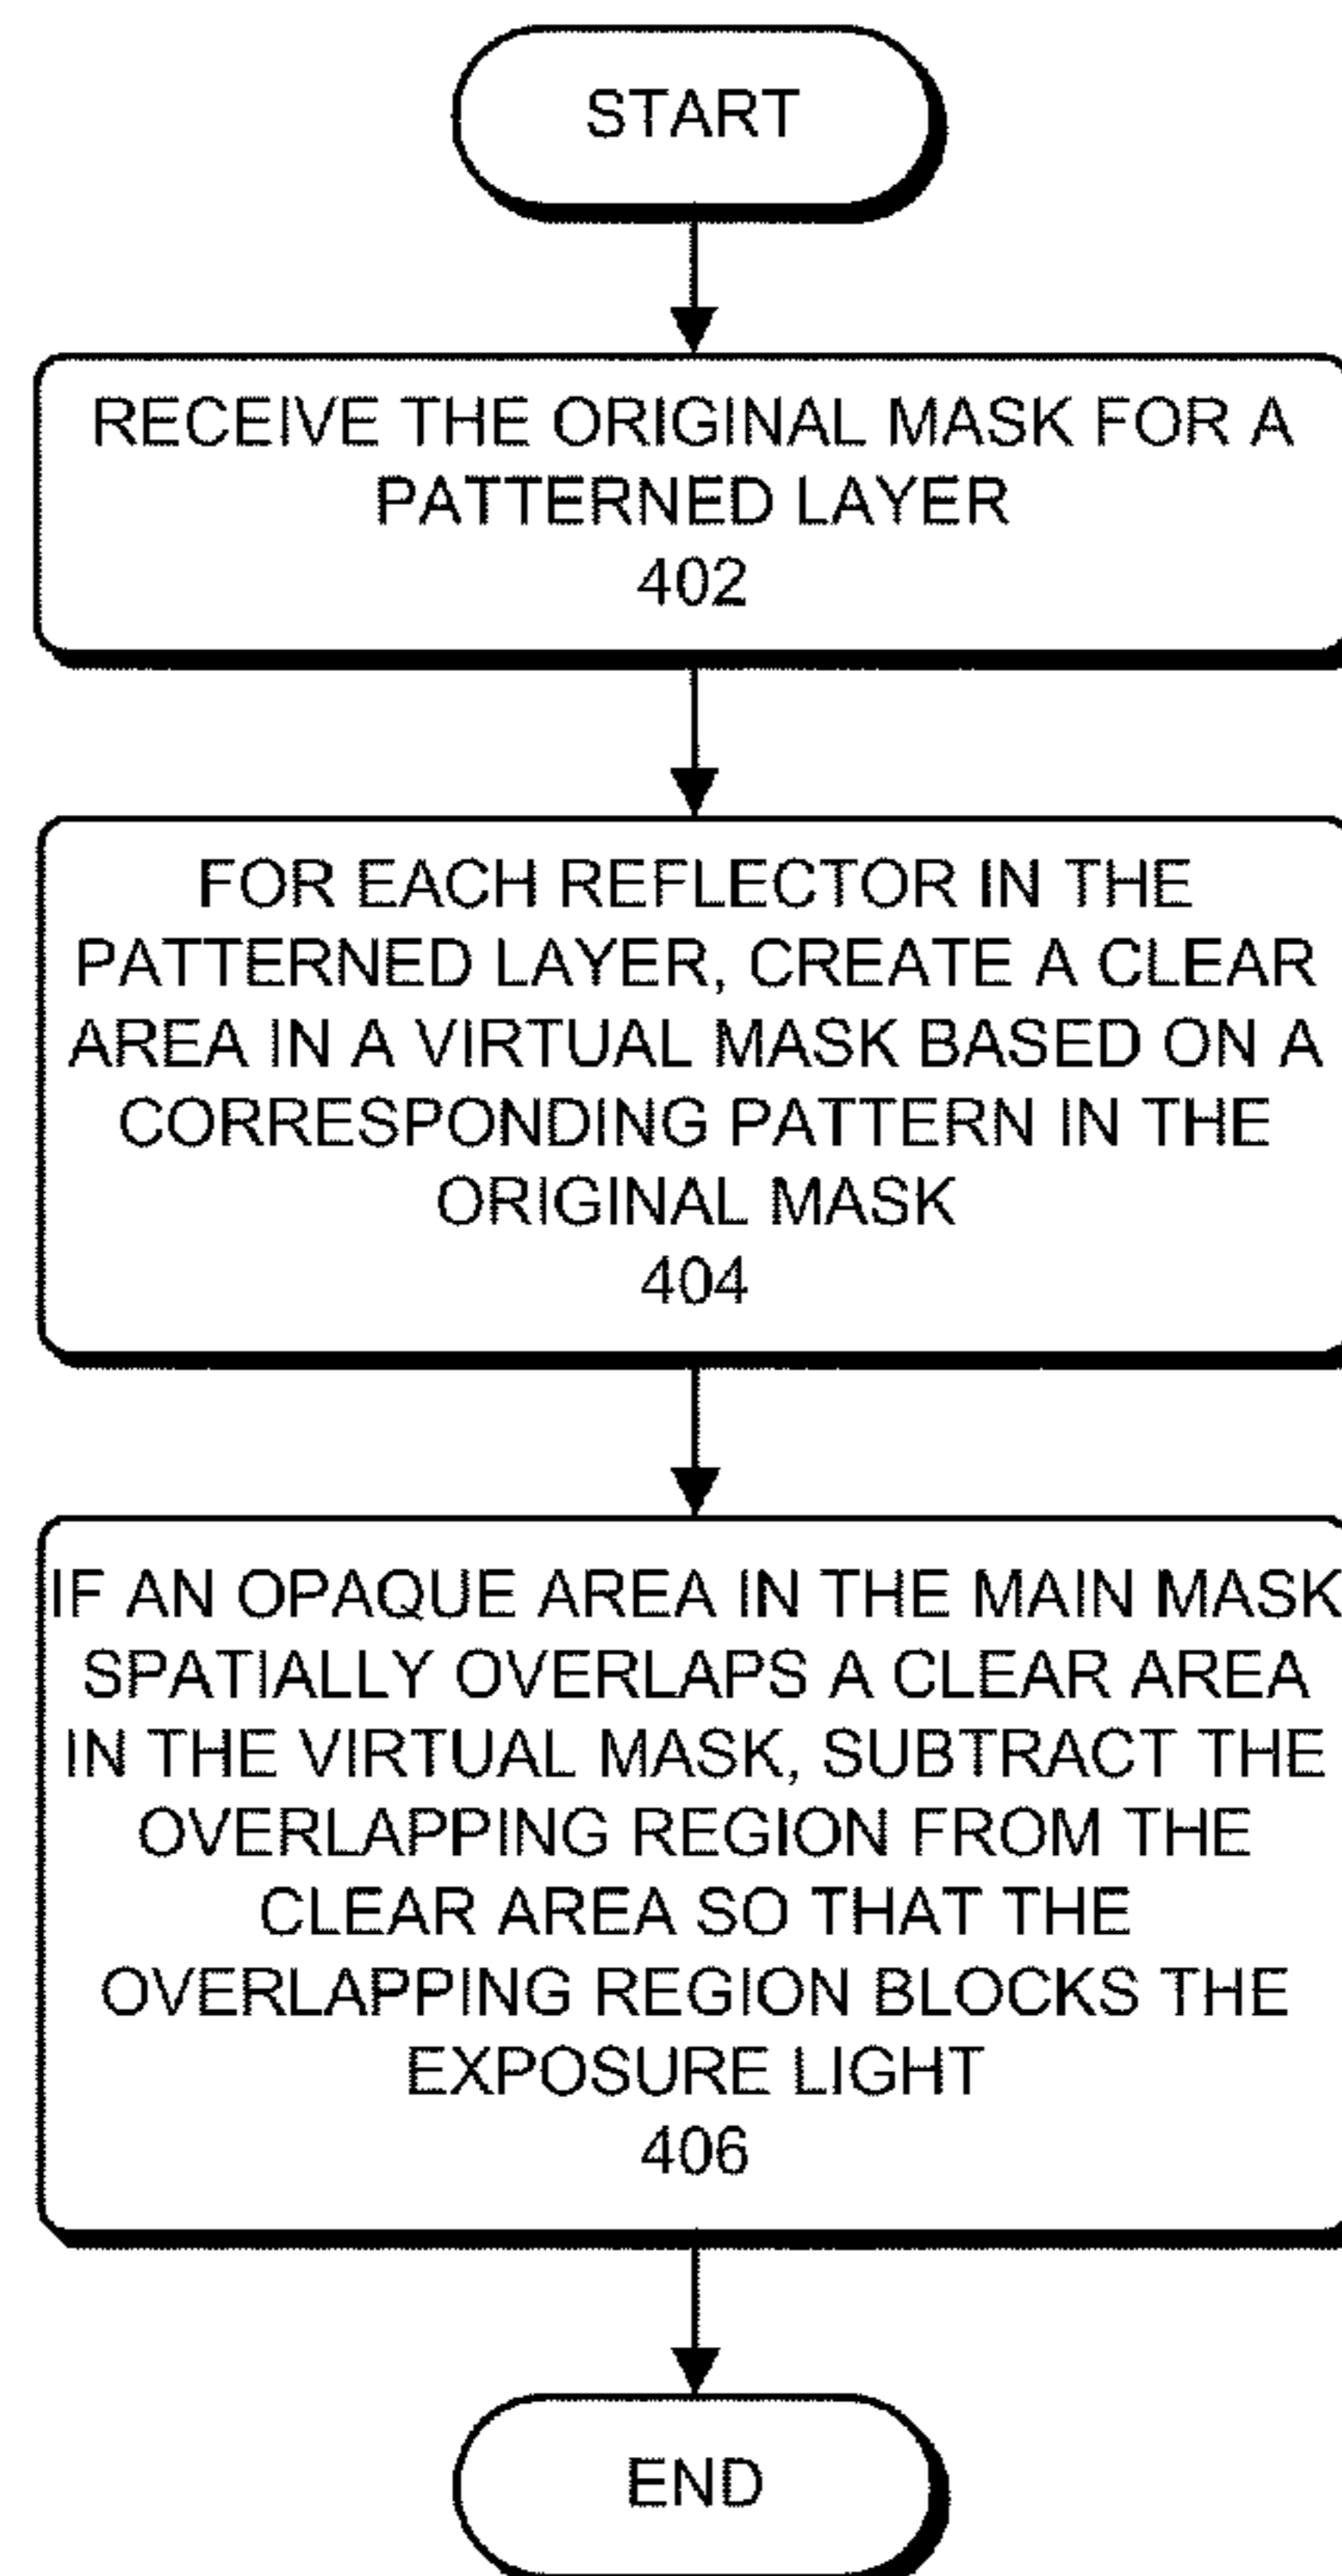 START
RECEIVE THE ORIGINAL MASK FOR A
PATTERNED LAYER
402
FOR EACH REFLECTOR IN THE
PATTERNED LAYER, CREATE A CLEAR
AREA IN A VIRTUAL MASK BASED ON A
CORRESPONDING PATTERN IN THE
ORIGINAL MASK
404
IF AN OPAQUE AREA IN THE MAIN MASK
SPATIALLY OVERLAPS A CLEAR AREA
IN THE VIRTUAL MASK, SUBTRACT THE
OVERLAPPING REGION FROM THE
CLEAR AREA SO THAT THE
OVERLAPPING REGION BLOCKS THE
EXPOSURE LIGHT
406
END